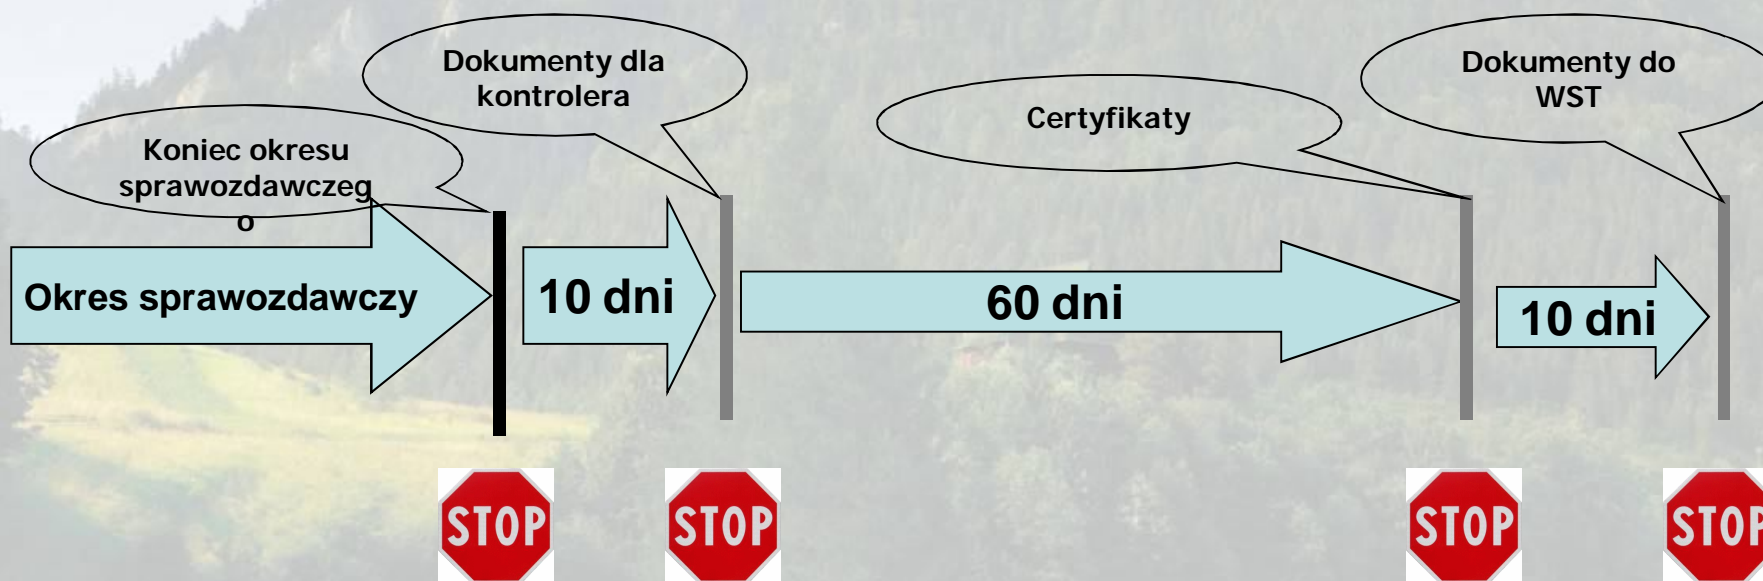 Dokumenty dla
kontrolera
Dokumenty do
WST
Certyfikaty
Koniec okresu
sprawozdawczeg
o
Okres sprawozdawczy
10 dni
60 dni
10 dni
STOP
STOP
STOP
STOP